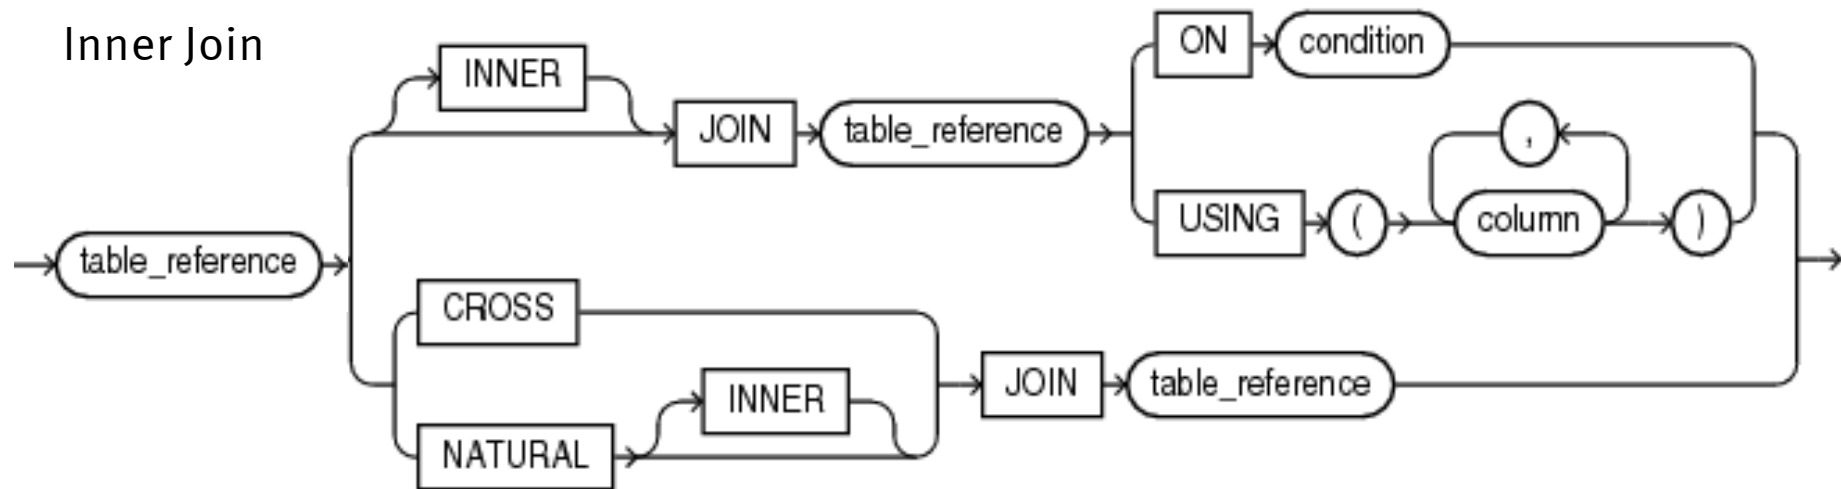 Inner Join
INNER
JOIN
table_reference
ON
condition
,
USING
(
column
)
table_reference
CROSS
NATURAL
INNER
JOIN
table_reference